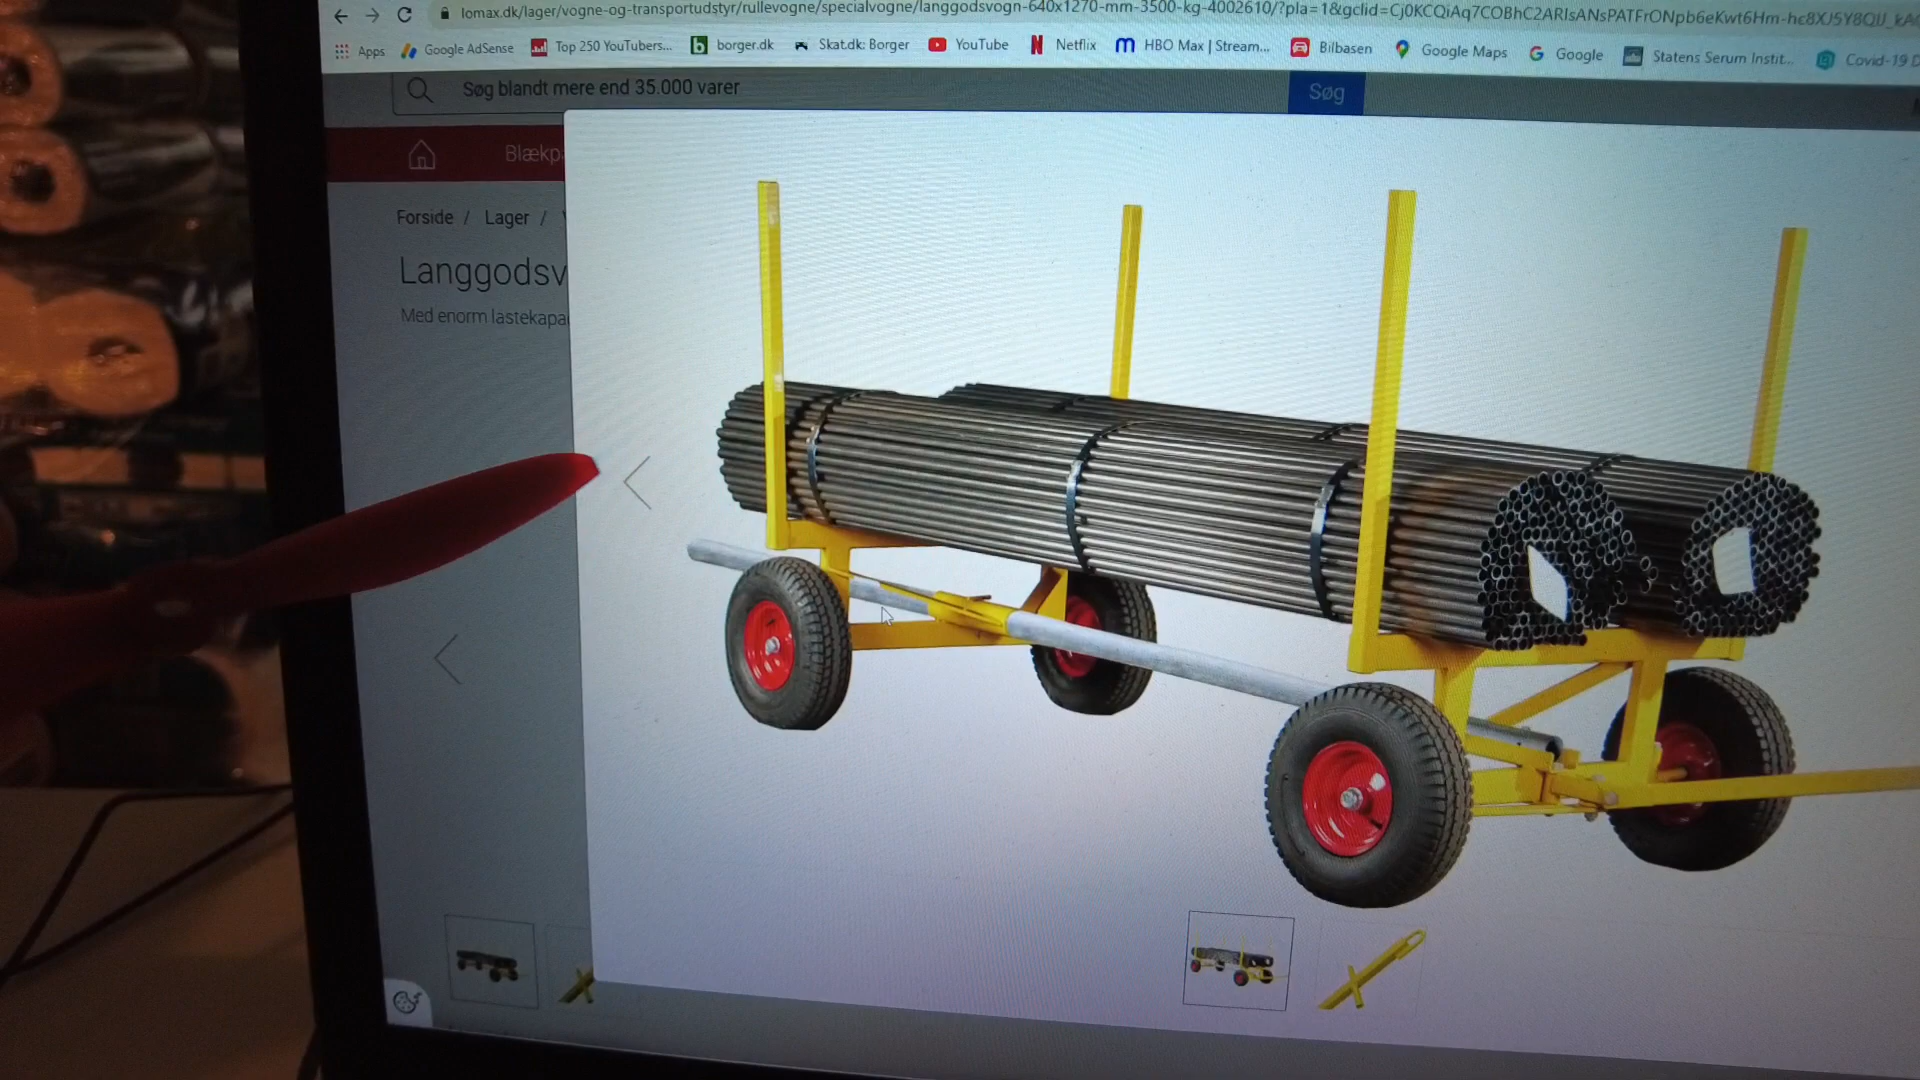 lomax.dk/lager/vogne-og-transportudstyr/rullevogne/specialvogne/langgodsvogn-640x1270-mm-3500-kg-4002610/?pla=1&gclid=Cj0KCQiAq7COBhC2ARIsANsPATFrONpb6eKwt6Hm-hc8XJ5Y8QIJ_kA
Apps Google AdSense Top 250 YouTubers... borger.dk Skat.dk: Borger YouTube Netflix HBO Max | Stream... Bilbasen Google Maps Google Statens Serum Instit... Covid-19 D
Søg blandt mere end 35.000 varer Søg
Blækp
Forside / Lager /
Langgodsv
Med enorm lastekapa